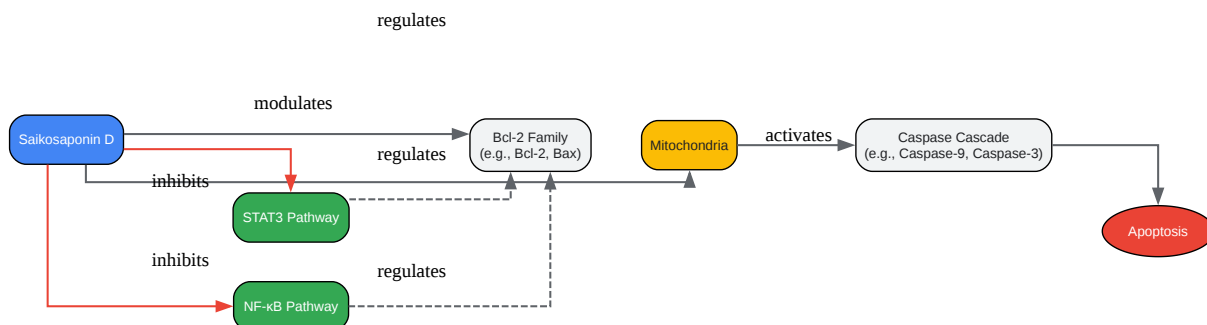 regulates
modulates
Saikosaponin D
Bcl-2 Family
(e.g., Bcl-2, Bax)
Mitochondria
activates
Caspase Cascade
(e.g., Caspase-9, Caspase-3)
regulates
inhibits
STAT3 Pathway
Apoptosis
inhibits
regulates
NF-κB Pathway